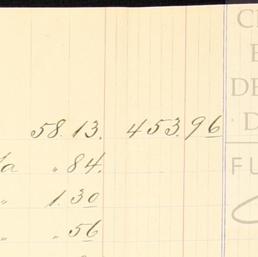 58.13. 453.96
" .84.
" 1.30
" .56